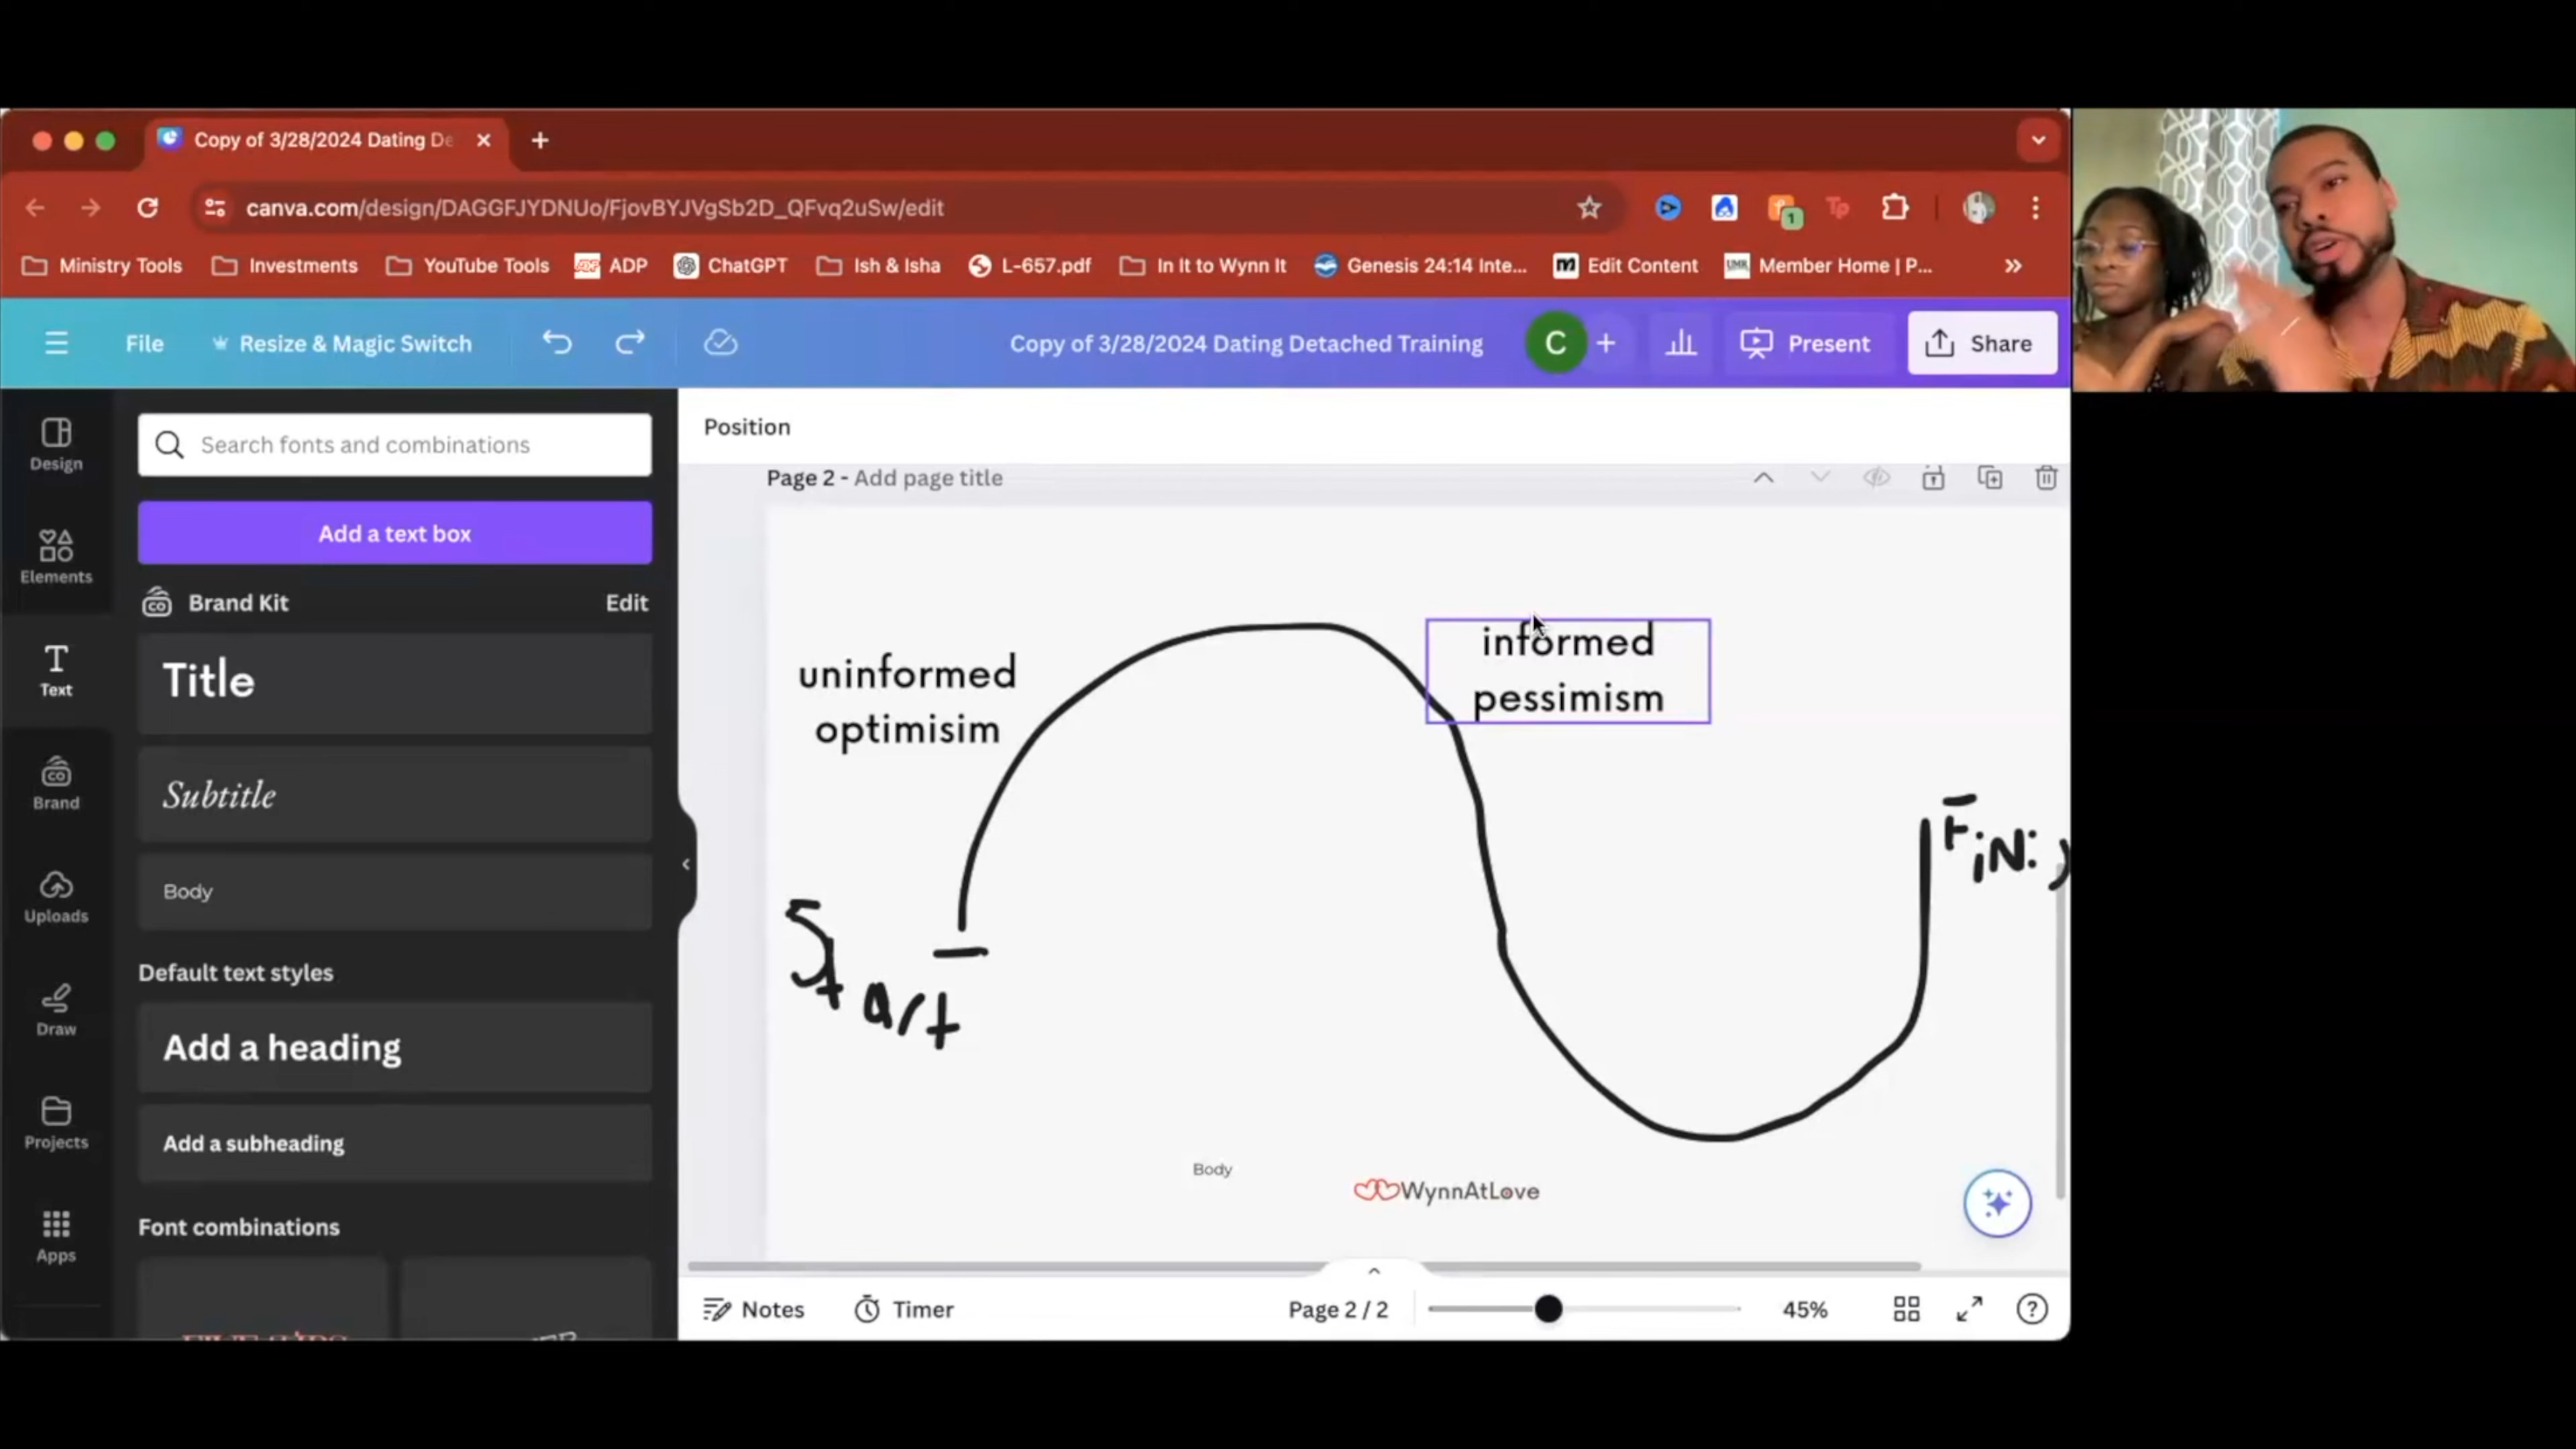 Copy of 3/28/2024 Dating De
canva.com/design/DAGGFJYDNUo/FjovBYJVgSb2D_QFvq2uSw/edit
1
Tp
Ministry Tools
Investments
YouTube Tools
ADP
ChatGPT
Ish & Isha
L-657.pdf
In It to Wynn It
Genesis 24:14 Inte...
Edit Content
UMR
Member Home | P...
File
Resize & Magic Switch
Copy of 3/28/2024 Dating Detached Training
C
Present
Share
Design
Elements
Text
Brand
Uploads
Draw
Projects
Apps
Search fonts and combinations
Add a text box
Brand Kit
Edit
Title
Subtitle
Body
Default text styles
Add a heading
Add a subheading
Font combinations
Position
Page 2 - Add page title
uninformed
optimisim
informed
pessimism
Start
Body
WynnAtLove
Notes
Timer
Page 2 / 2
45%